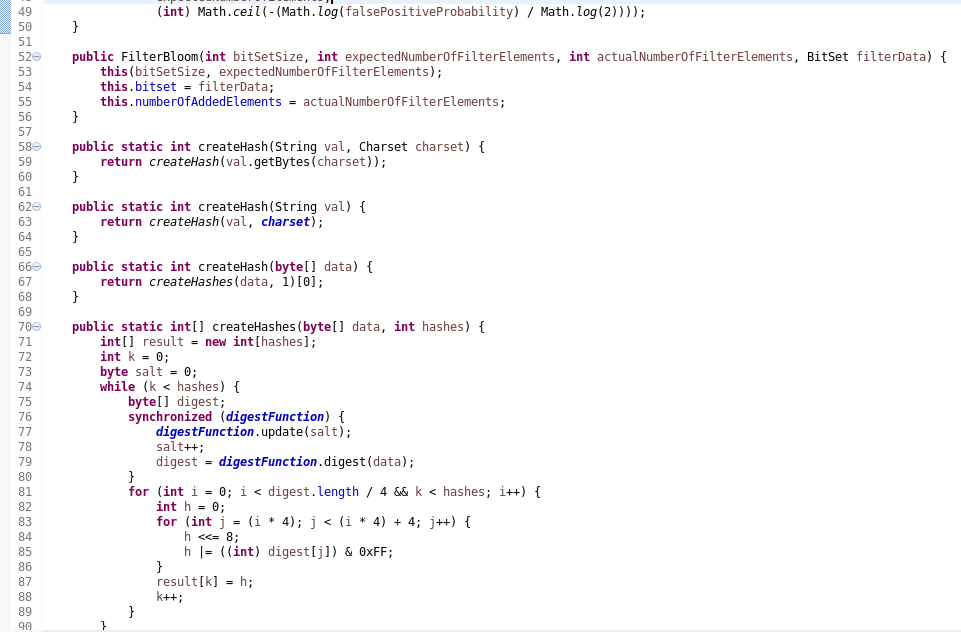 49 (int) Math.ceil(-(Math.log(falsePositiveProbability) / Math.log(2))));
50 }
51
52 public FilterBloom(int bitSetSize, int expectedNumberOfFilterElements, int actualNumberOfFilterElements, BitSet filterData) {
53 this(bitSetSize, expectedNumberOfFilterElements);
54 this.bitset = filterData;
55 this.numberOfAddedElements = actualNumberOfFilterElements;
56 }
57
58 public static int createHash(String val, Charset charset) {
59 return createHash(val.getBytes(charset));
60 }
61
62 public static int createHash(String val) {
63 return createHash(val, charset);
64 }
65
66 public static int createHash(byte[] data) {
67 return createHashes(data, 1)[0];
68 }
69
70 public static int[] createHashes(byte[] data, int hashes) {
71 int[] result = new int[hashes];
72 int k = 0;
73 byte salt = 0;
74 while (k < hashes) {
75 byte[] digest;
76 synchronized (digestFunction) {
77 digestFunction.update(salt);
78 salt++;
79 digest = digestFunction.digest(data);
80 }
81 for (int i = 0; i < digest.length / 4 && k < hashes; i++) {
82 int h = 0;
83 for (int j = (i * 4); j < (i * 4) + 4; j++) {
84 h <<= 8;
85 h |= ((int) digest[j]) & 0xFF;
86 }
87 result[k] = h;
88 k++;
89 }
90 }